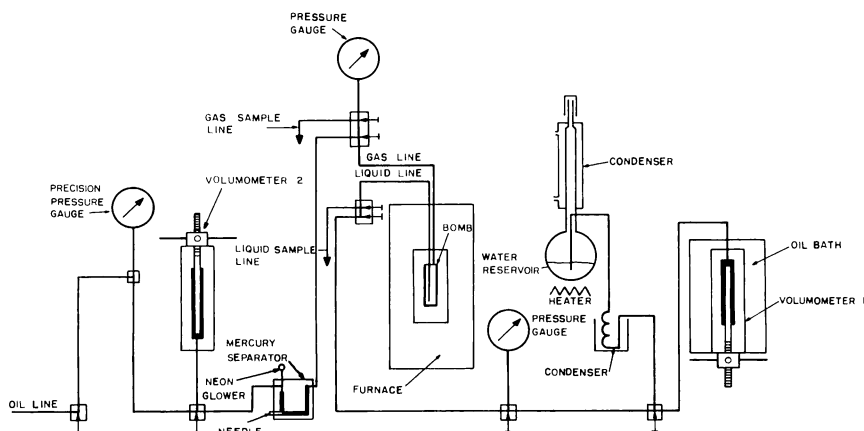 PRESSURE
GAUGE
GAS SAMPLE
LINE
GAS LINE
LIQUID LINE
CONDENSER
PRECISION
PRESSURE
GAUGE
VOLUMOMETER 2
LIQUID SAMPLE
LINE
BOMB
WATER
RESERVOIR
OIL BATH
HEATER
PRESSURE
GAUGE
VOLUMOMETER
MERCURY
SEPARATOR
NEON
GLOWER
FURNACE
CONDENSER
OIL LINE
NEEDLE